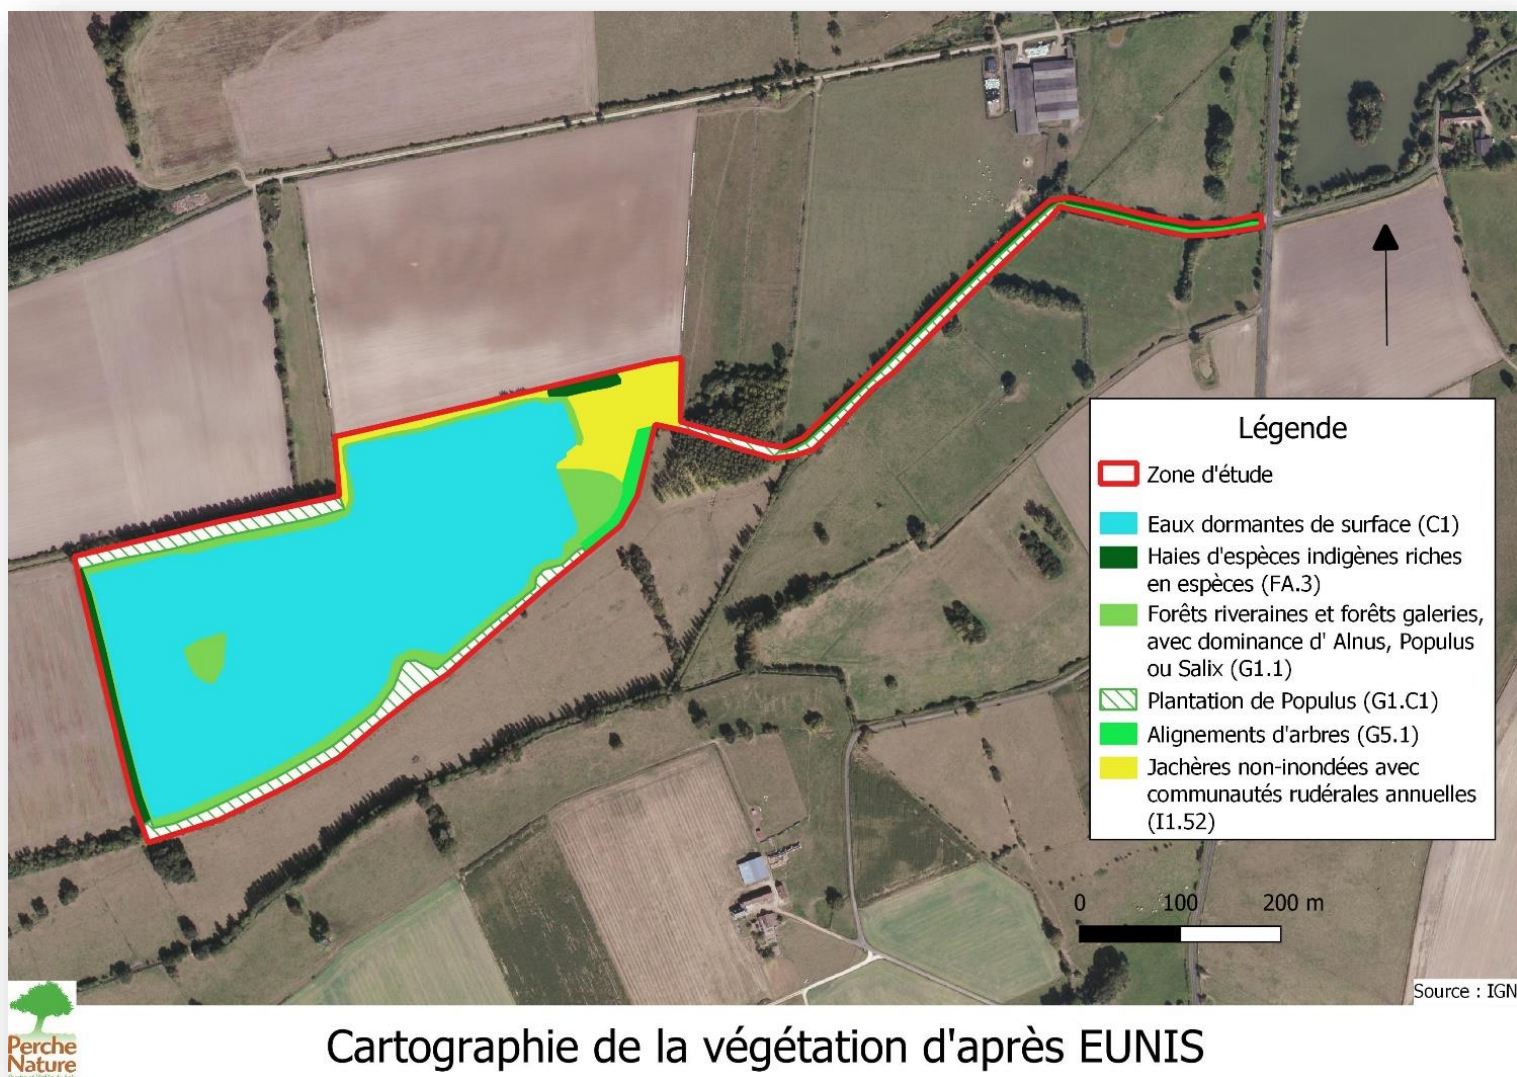 Légende
Zone d'étude
Eaux dormantes de surface (C1)
Haies d'espèces indigènes riches
en espèces (FA.3)
Forêts riveraines et forêts galeries,
avec dominance d' Alnus, Populus
ou Salix (G1.1)
Plantation de Populus (G1.C1)
Alignements d'arbres (G5.1)
Jachères non-inondées avec
communautés rudérales annuelles
(I1.52)
0 100 200 m
Source : IGN
Perche
Nature
Cartographie de la végétation d'après EUNIS